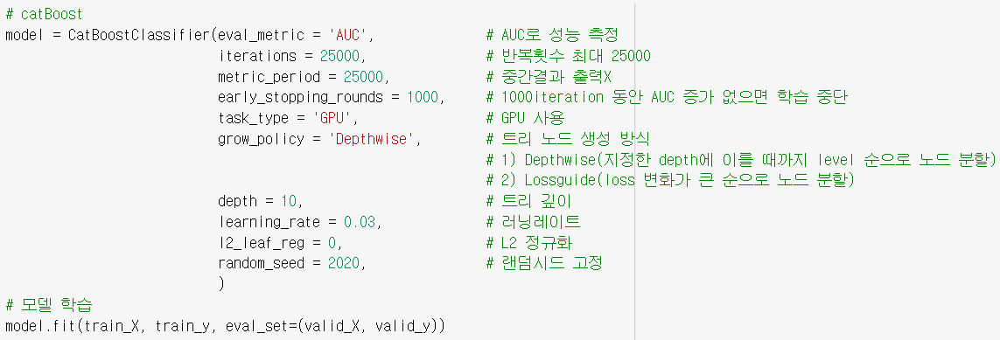 # catBoost
model = CatBoostClassifier(eval_metric = 'AUC', # AUC로 성능 측정
iterations = 25000, # 반복횟수 최대 25000
metric_period = 25000, # 중간결과 출력X
early_stopping_rounds = 1000, # 1000iteration 동안 AUC 증가 없으면 학습 중단
task_type = 'GPU', # GPU 사용
grow_policy = 'Depthwise', # 트리 노드 생성 방식
# 1) Depthwise(지정한 depth에 이를 때까지 level 순으로 노드 분할)
# 2) Lossguide(loss 변화가 큰 순으로 노드 분할)
depth = 10, # 트리 깊이
learning_rate = 0.03, # 러닝레이트
l2_leaf_reg = 0, # L2 정규화
random_seed = 2020, # 랜덤시드 고정
)
# 모델 학습
model.fit(train_X, train_y, eval_set=(valid_X, valid_y))